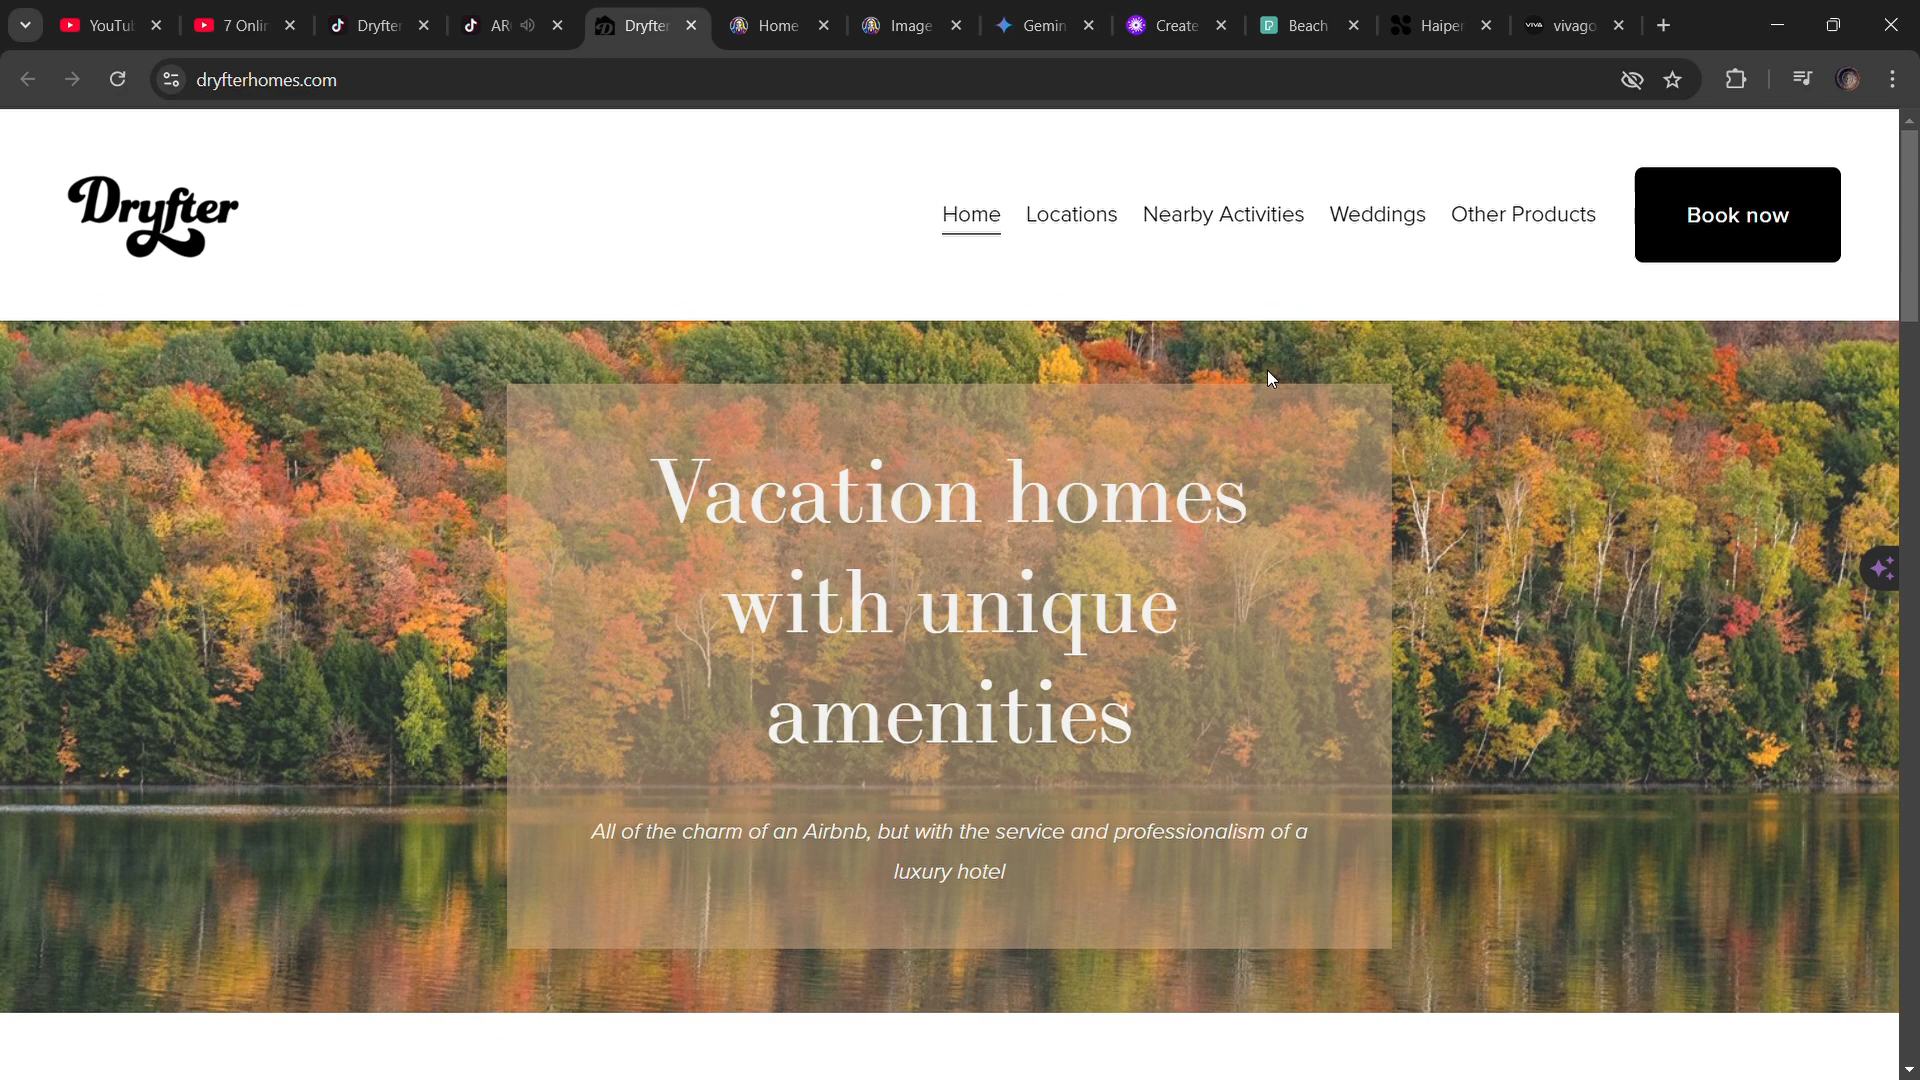 YouTu
7 Onlin
Dryfter
AR
Dryfter
Home
Image
Gemin
Create
Beach
Haiper
vivago
dryfterhomes.com
Dryfter
Home
Locations
Nearby Activities
Weddings
Other Products
Book now
Vacation homes
with unique
amenities
All of the charm of an Airbnb, but with the service and professionalism of a
luxury hotel